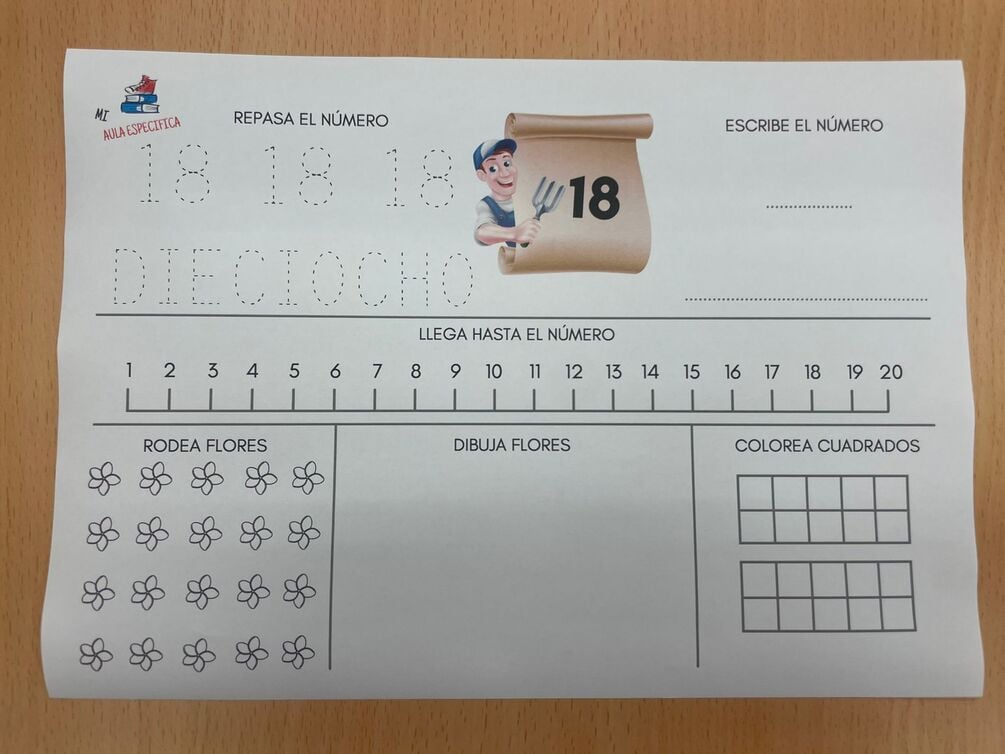 MI
AULA ESPECIFICA
REPASA EL NÚMERO
18 18 18
DIECIOCHO
18
ESCRIBE EL NÚMERO
LLEGA HASTA EL NÚMERO
1 2 3 4 5 6 7 8 9 10 11 12 13 14 15 16 17 18 19 20
RODEA FLORES
DIBUJA FLORES
COLOREA CUADRADOS